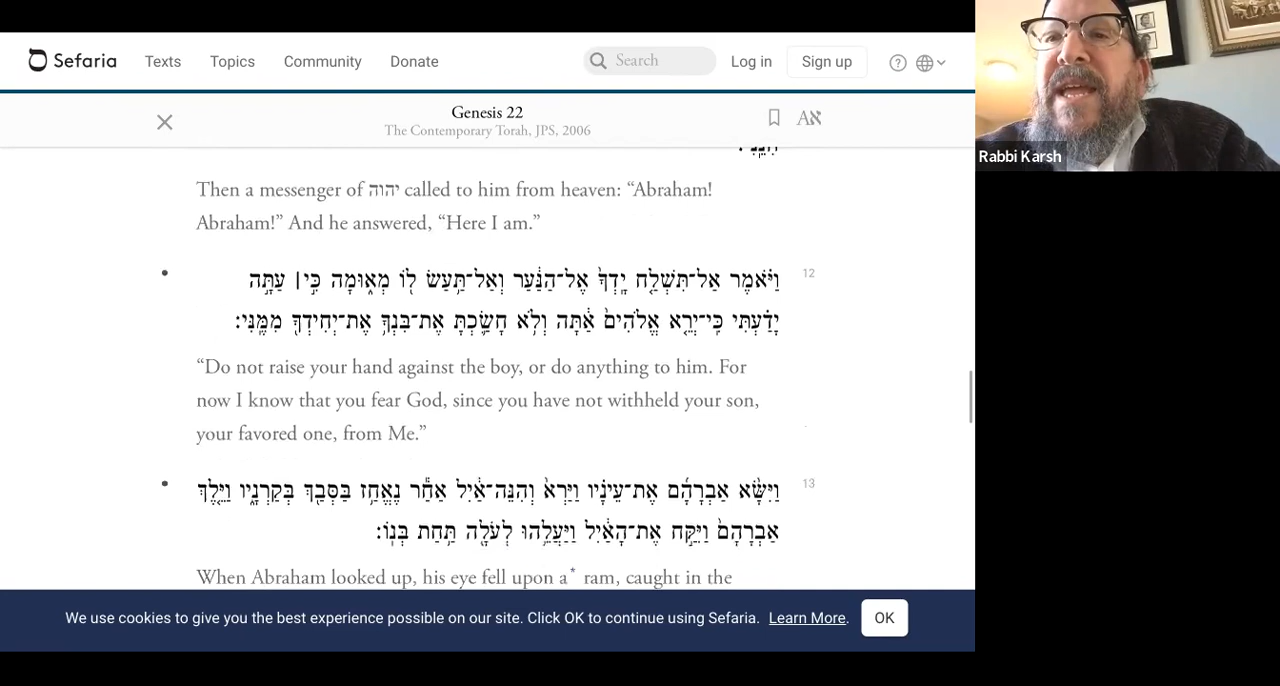 Sefaria Texts Topics Community Donate Search Log in Sign up
Genesis 22
The Contemporary Torah, JPS, 2006
Rabbi Karsh
Then a messenger of יהוה called to him from heaven: “Abraham!
Abraham!” And he answered, “Here I am.”
12
וַיֹּ֗אמֶר אַל־תִּשְׁלַ֤ח יָֽדְךָ֙ אֶל־הַנַּ֔עַר וְאַל־תַּ֥עַשׂ ל֖וֹ מְא֑וּמָה כִּ֣י ׀ עַתָּ֣ה
יָדַ֗עְתִּי כִּֽי־יְרֵ֤א אֱלֹהִים֙ אַ֔תָּה וְלֹ֥א חָשַׂ֛כְתָּ אֶת־בִּנְךָ֥ אֶת־יְחִידְךָ֖ מִמֶּֽנִּי׃
“Do not raise your hand against the boy, or do anything to him. For
now I know that you fear God, since you have not withheld your son,
your favored one, from Me.”
13
וַיִּשָּׂ֨א אַבְרָהָ֜ם אֶת־עֵינָ֗יו וַיַּרְא֙ וְהִנֵּה־אַ֔יִל אַחַ֕ר נֶאֱחַ֥ז בַּסְּבַ֖ךְ בְּקַרְנָ֑יו וַיֵּ֤לֶךְ
אַבְרָהָם֙ וַיִּקַּ֣ח אֶת־הָאַ֔יִל וַיַּעֲלֵ֥הוּ לְעֹלָ֖ה תַּ֥חַת בְּנֽוֹ׃
When Abraham looked up, his eye fell upon a* ram, caught in the
We use cookies to give you the best experience possible on our site. Click OK to continue using Sefaria. Learn More. OK